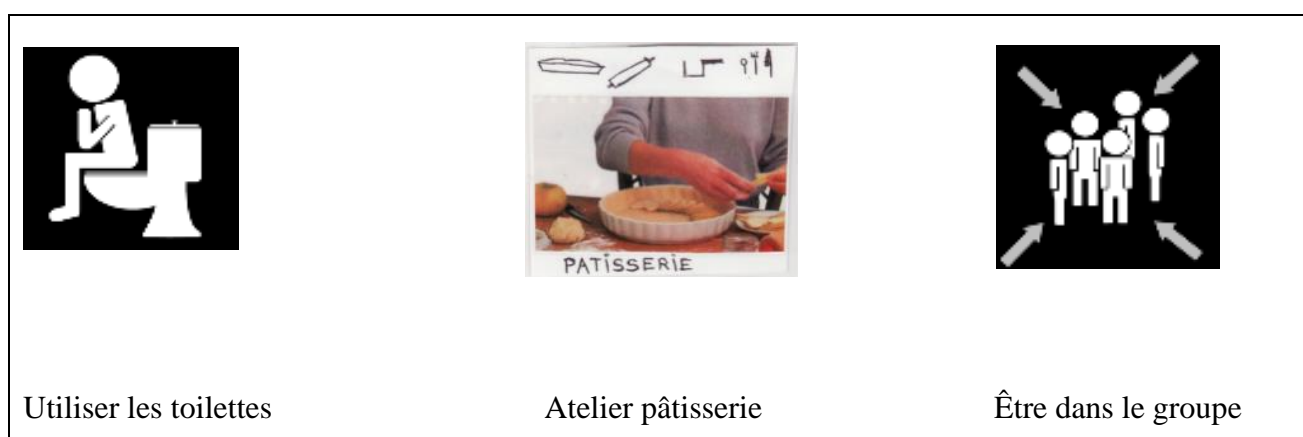 PATISSERIE
Utiliser les toilettes
Atelier pâtisserie
Être dans le groupe